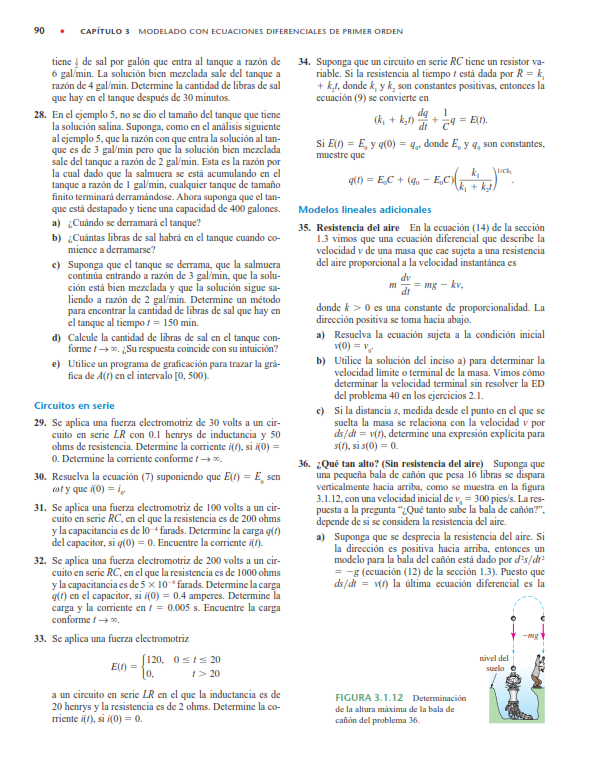 90 • CAPÍTULO 3 MODELADO CON ECUACIONES DIFERENCIALES DE PRIMER ORDEN
tiene ½ de sal por galón que entra al tanque a razón de
6 gal/min. La solución bien mezclada sale del tanque a
razón de 4 gal/min. Determine la cantidad de libras de sal
que hay en el tanque después de 30 minutos.
28. En el ejemplo 5, no se dio el tamaño del tanque que tiene
la solución salina. Suponga, como en el análisis siguiente
al ejemplo 5, que la razón con que entra la solución al tan-
que es de 3 gal/min pero que la solución bien mezclada
sale del tanque a razón de 2 gal/min. Esta es la razón por
la cual dado que la salmuera se está acumulando en el
tanque a razón de 1 gal/min, cualquier tanque de tamaño
finito terminará derramándose. Ahora suponga que el tan-
que está destapado y tiene una capacidad de 400 galones.
a) ¿Cuándo se derramará el tanque?
b) ¿Cuántas libras de sal habrá en el tanque cuando co-
mience a derramarse?
c) Suponga que el tanque se derrama, que la salmuera
continúa entrando a razón de 3 gal/min, que la solu-
ción está bien mezclada y que la solución sigue sa-
liendo a razón de 2 gal/min. Determine un método
para encontrar la cantidad de libras de sal que hay en
el tanque al tiempo t = 150 min.
d) Calcule la cantidad de libras de sal en el tanque con-
forme t → ∞. ¿Su respuesta coincide con su intuición?
e) Utilice un programa de graficación para trazar la grá-
fica de A(t) en el intervalo [0, 500).
Circuitos en serie
29. Se aplica una fuerza electromotriz de 30 volts a un cir-
cuito en serie LR con 0.1 henrys de inductancia y 50
ohms de resistencia. Determine la corriente i(t), si i(0) =
0. Determine la corriente conforme t → ∞.
30. Resuelva la ecuación (7) suponiendo que E(t) = E₀ sen
ωt y que i(0) = i₀.
31. Se aplica una fuerza electromotriz de 100 volts a un cir-
cuito en serie RC, en el que la resistencia es de 200 ohms
y la capacitancia es de 10⁻⁴ farads. Determine la carga q(t)
del capacitor, si q(0) = 0. Encuentre la corriente i(t).
32. Se aplica una fuerza electromotriz de 200 volts a un cir-
cuito en serie RC, en el que la resistencia es de 1000 ohms
y la capacitancia es de 5 × 10⁻⁶ farads. Determine la carga
q(t) en el capacitor, si i(0) = 0.4 amperes. Determine la
carga y la corriente en t = 0.005 s. Encuentre la carga
conforme t → ∞.
33. Se aplica una fuerza electromotriz
E(t) = {120, 0 ≤ t ≤ 20
0, t > 20
a un circuito en serie LR en el que la inductancia es de
20 henrys y la resistencia es de 2 ohms. Determine la co-
rriente i(t), si i(0) = 0.
34. Suponga que un circuito en serie RC tiene un resistor va-
riable. Si la resistencia al tiempo t está dada por R = k₁
+ k₂t, donde k₁ y k₂ son constantes positivas, entonces la
ecuación (9) se convierte en
(k₁ + k₂t) dq/dt + 1/C q = E(t).
Si E(t) = E₀ y q(0) = q₀, donde E₀ y q₀ son constantes,
muestre que
q(t) = E₀C + (q₀ − E₀C)(k₁/(k₁ + k₂t))^(1/Ck₂).
Modelos lineales adicionales
35. Resistencia del aire En la ecuación (14) de la sección
1.3 vimos que una ecuación diferencial que describe la
velocidad v de una masa que cae sujeta a una resistencia
del aire proporcional a la velocidad instantánea es
m dv/dt = mg − kv,
donde k > 0 es una constante de proporcionalidad. La
dirección positiva se toma hacia abajo.
a) Resuelva la ecuación sujeta a la condición inicial
v(0) = v₀.
b) Utilice la solución del inciso a) para determinar la
velocidad límite o terminal de la masa. Vimos cómo
determinar la velocidad terminal sin resolver la ED
del problema 40 en los ejercicios 2.1.
c) Si la distancia s, medida desde el punto en el que se
suelta la masa se relaciona con la velocidad v por
ds/dt = v(t), determine una expresión explícita para
s(t), si s(0) = 0.
36. ¿Qué tan alto? (Sin resistencia del aire) Suponga que
una pequeña bala de cañón que pesa 16 libras se dispara
verticalmente hacia arriba, como se muestra en la figura
3.1.12, con una velocidad inicial de v₀ = 300 pies/s. La res-
puesta a la pregunta “¿Qué tanto sube la bala de cañón?”,
depende de si se considera la resistencia del aire.
a) Suponga que se desprecia la resistencia del aire. Si
la dirección es positiva hacia arriba, entonces un
modelo para la bala del cañón está dado por d²s/dt²
= −g (ecuación (12) de la sección 1.3). Puesto que
ds/dt = v(t) la última ecuación diferencial es la
−mg
nivel del
suelo
FIGURA 3.1.12 Determinación
de la altura máxima de la bala de
cañón del problema 36.